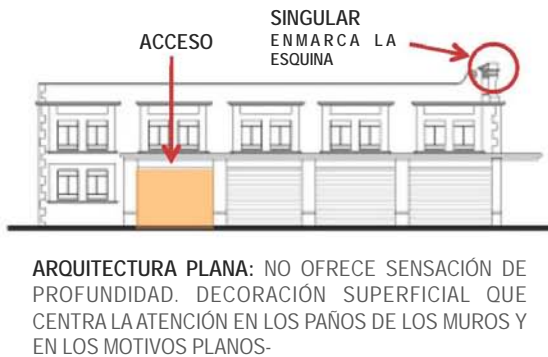 SINGULAR
ENMARCA LA
ESQUINA
ACCESO
ARQUITECTURA PLANA: NO OFRECE SENSACIÓN DE
PROFUNDIDAD. DECORACIÓN SUPERFICIAL QUE
CENTRA LA ATENCIÓN EN LOS PAÑOS DE LOS MUROS Y
EN LOS MOTIVOS PLANOS-